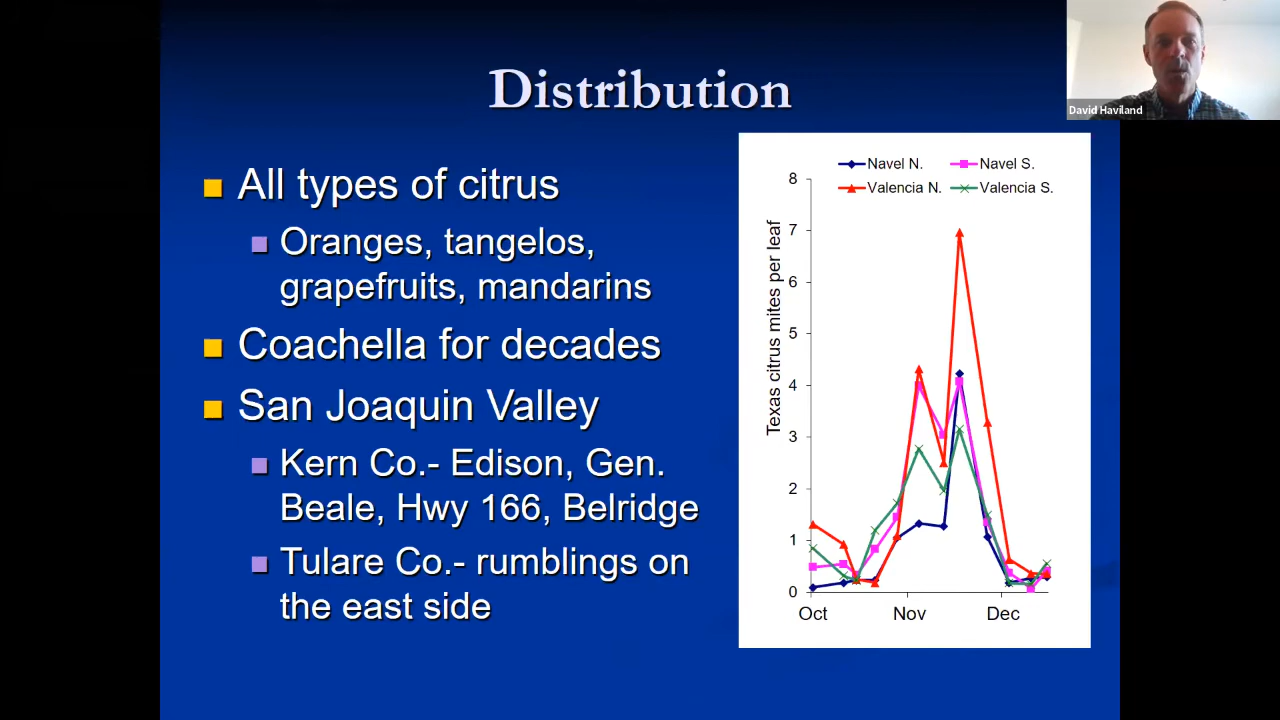 Distribution
David Haviland
All types of citrus
Oranges, tangelos,
grapefruits, mandarins
Coachella for decades
San Joaquin Valley
Kern Co.- Edison, Gen.
Beale, Hwy 166, Belridge
Tulare Co.- rumblings on
the east side
Navel N.
Navel S.
Valencia N.
Valencia S.
Texas citrus mites per leaf
8
7
6
5
4
3
2
1
0
Oct
Nov
Dec